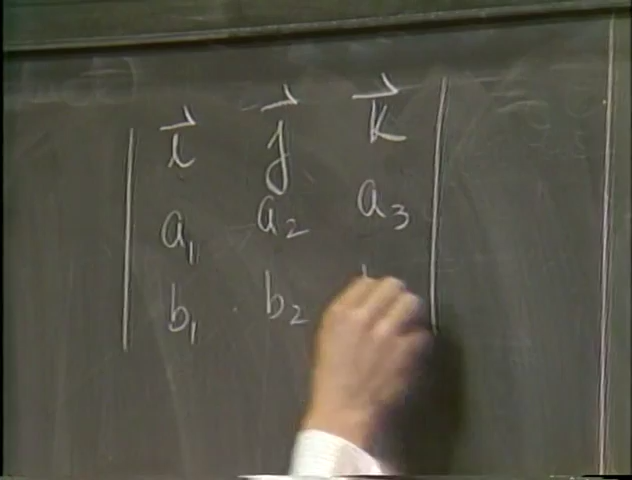 | i⃗ j⃗ k⃗ |
| a₁ a₂ a₃ |
| b₁ b₂